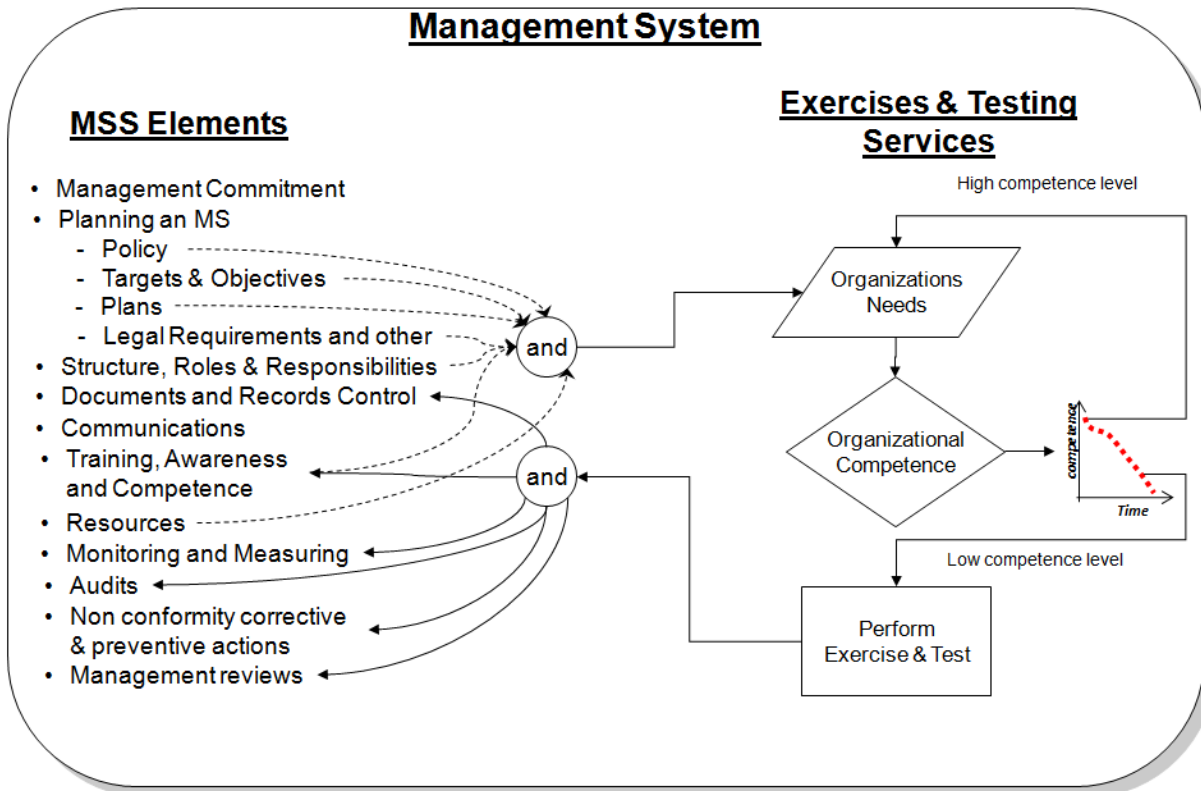 Management System
MSS Elements
• Management Commitment
• Planning an MS
- Policy
- Targets & Objectives
- Plans
- Legal Requirements and other
• Structure, Roles & Responsibilities
• Documents and Records Control
• Communications
• Training, Awareness
and Competence
• Resources
• Monitoring and Measuring
• Audits
• Non conformity corrective
& preventive actions
• Management reviews
and
and
Exercises & Testing
Services
High competence level
Organizations
Needs
Organizational
Competence
competence
Time
Low competence level
Perform
Exercise & Test